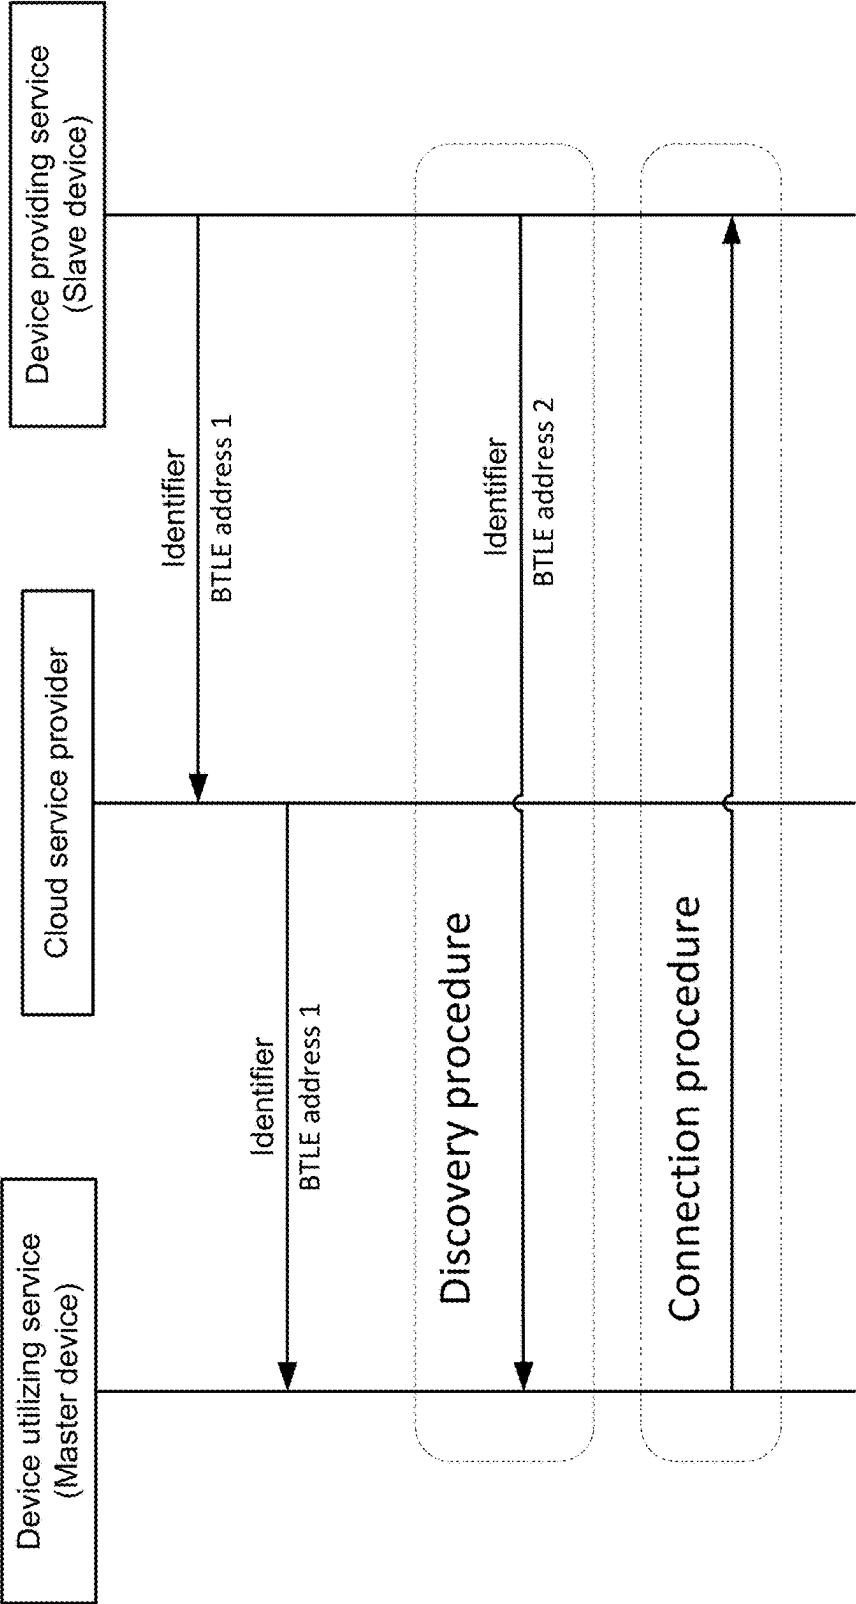 Device utilizing service
(Master device)
Cloud service provider
Device providing service
(Slave device)
Identifier
BTLE address 1
Identifier
BTLE address 1
Discovery procedure
Identifier
BTLE address 2
Connection procedure